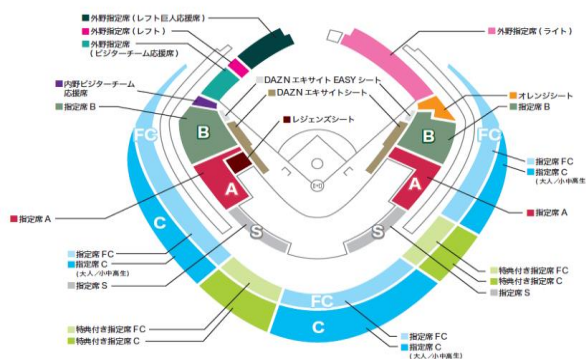 外野指定席 (レフト巨人応援席)
外野指定席 (レフト)
外野指定席
(ビジターチーム応援席)
外野指定席 (ライト)
内野ビジターチーム
応援席
DAZN エキサイト EASY シート
DAZN エキサイトシート
オレンジシート
指定席 B
指定席 B
レジェンズシート
FC
B
B
FC
指定席 FC
指定席 C
(大人/小中高生)
A
A
指定席 A
指定席 A
C
S
S
指定席 FC
指定席 C
(大人/小中高生)
指定席 S
特典付き指定席 FC
特典付き指定席 C
指定席 S
FC
特典付き指定席 FC
特典付き指定席 C
C
指定席 FC
指定席 C
(大人/小中高生)